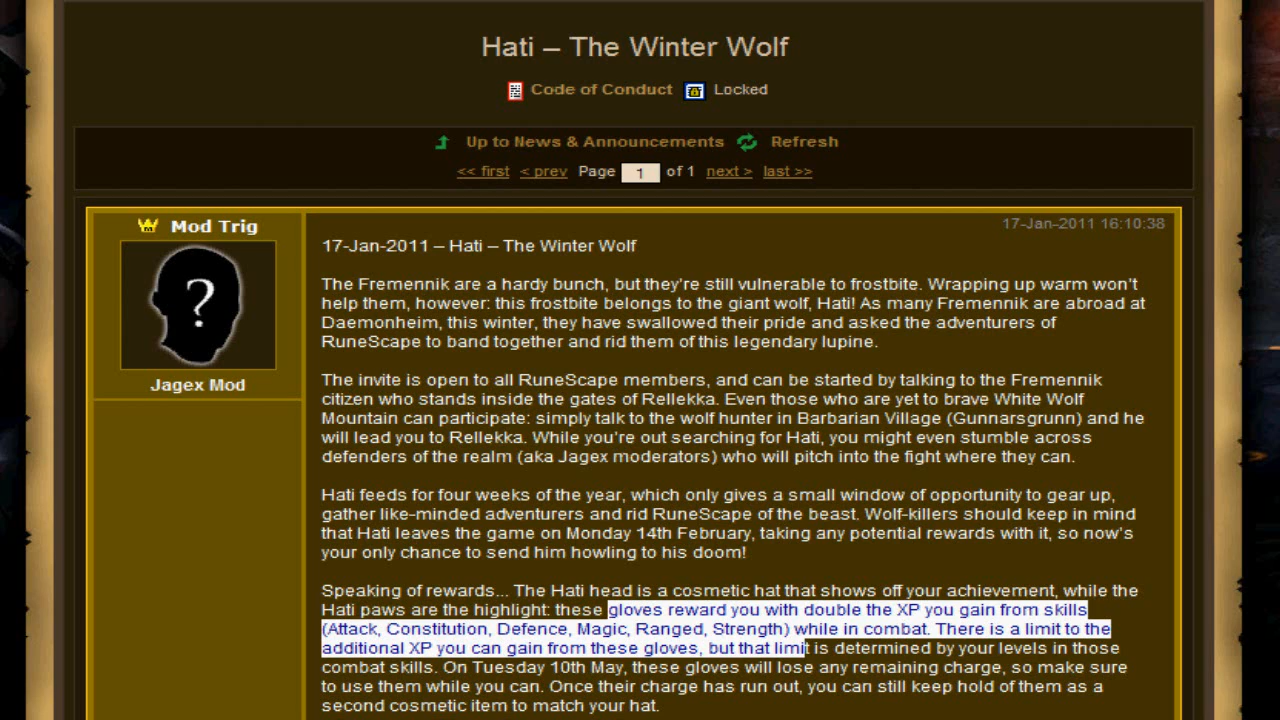 Hati – The Winter Wolf
Code of Conduct Locked
Up to News & Announcements Refresh
<< first < prev Page 1 of 1 next > last >>
Mod Trig
17-Jan-2011 16:10:38
?
Jagex Mod
17-Jan-2011 – Hati – The Winter Wolf
The Fremennik are a hardy bunch, but they're still vulnerable to frostbite. Wrapping up warm won't
help them, however: this frostbite belongs to the giant wolf, Hati! As many Fremennik are abroad at
Daemonheim, this winter, they have swallowed their pride and asked the adventurers of
RuneScape to band together and rid them of this legendary lupine.
The invite is open to all RuneScape members, and can be started by talking to the Fremennik
citizen who stands inside the gates of Rellekka. Even those who are yet to brave White Wolf
Mountain can participate: simply talk to the wolf hunter in Barbarian Village (Gunnarsgrunn) and he
will lead you to Rellekka. While you're out searching for Hati, you might even stumble across
defenders of the realm (aka Jagex moderators) who will pitch into the fight where they can.
Hati feeds for four weeks of the year, which only gives a small window of opportunity to gear up,
gather like-minded adventurers and rid RuneScape of the beast. Wolf-killers should keep in mind
that Hati leaves the game on Monday 14th February, taking any potential rewards with it, so now's
your only chance to send him howling to his doom!
Speaking of rewards... The Hati head is a cosmetic hat that shows off your achievement, while the
Hati paws are the highlight: these gloves reward you with double the XP you gain from skills
(Attack, Constitution, Defence, Magic, Ranged, Strength) while in combat. There is a limit to the
additional XP you can gain from these gloves, but that limit is determined by your levels in those
combat skills. On Tuesday 10th May, these gloves will lose any remaining charge, so make sure
to use them while you can. Once their charge has run out, you can still keep hold of them as a
second cosmetic item to match your hat.